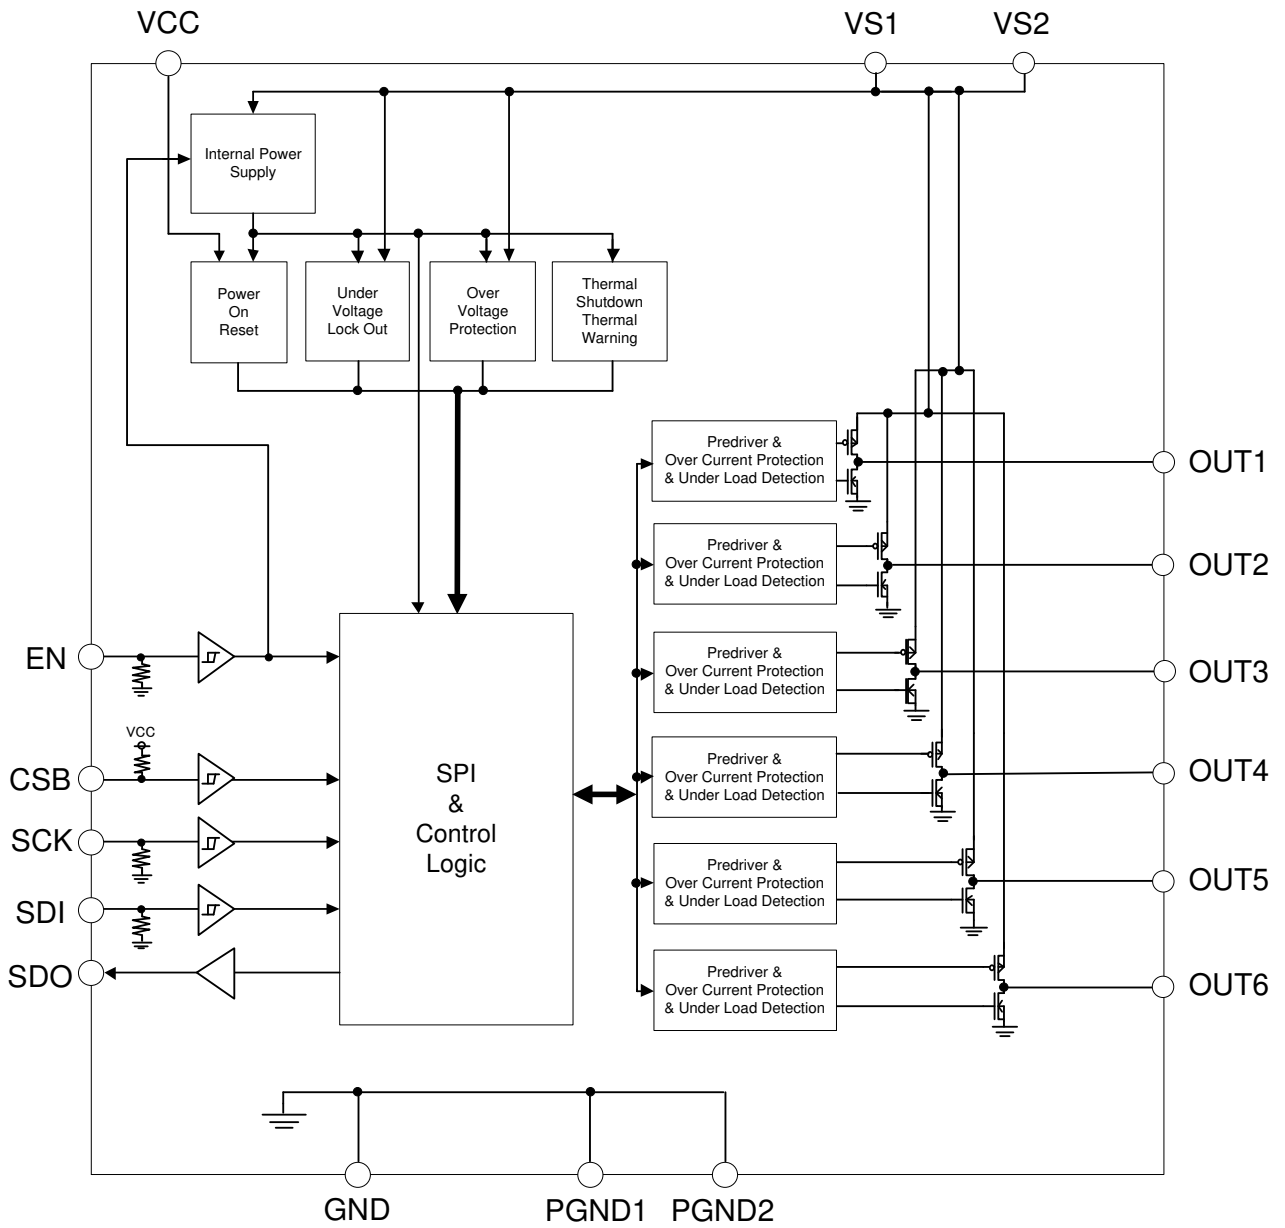 VCC
VS1
VS2
Internal Power
Supply
Power
On
Reset
Under
Voltage
Lock Out
Over
Voltage
Protection
Thermal
Shutdown
Thermal
Warning
Predriver &
Over Current Protection
& Under Load Detection
OUT1
Predriver &
Over Current Protection
& Under Load Detection
OUT2
Predriver &
Over Current Protection
& Under Load Detection
OUT3
Predriver &
Over Current Protection
& Under Load Detection
OUT4
Predriver &
Over Current Protection
& Under Load Detection
OUT5
Predriver &
Over Current Protection
& Under Load Detection
OUT6
EN
VCC
CSB
SCK
SDI
SDO
SPI
&
Control
Logic
GND
PGND1
PGND2